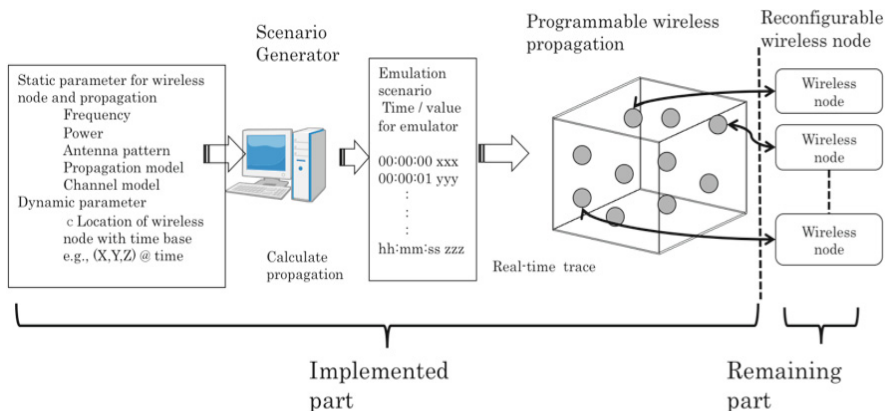 Scenario
Generator
Programmable wireless
propagation
Reconfigurable
wireless node
Static parameter for wireless
node and propagation
Frequency
Power
Antenna pattern
Propagation model
Channel model
Dynamic parameter
c Location of wireless
node with time base
e.g., (X,Y,Z) @ time
Calculate
propagation
Emulation
scenario
Time / value
for emulator
00:00:00 xxx
00:00:01 yyy
:
:
:
hh:mm:ss zzz
Real-time trace
Wireless
node
Wireless
node
Wireless
node
Implemented
part
Remaining
part